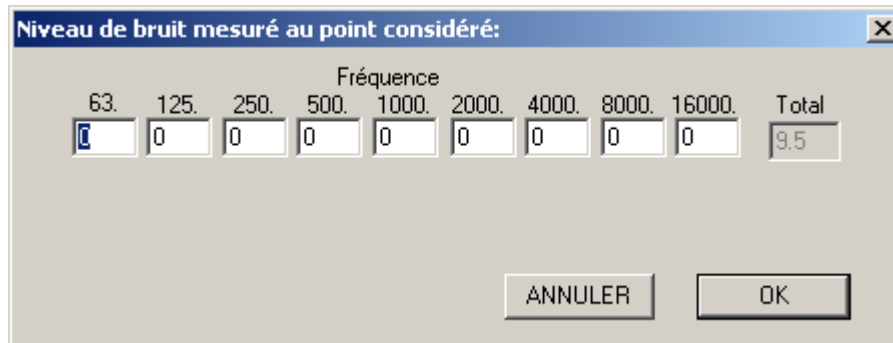 Niveau de bruit mesuré au point considéré:
Fréquence
63. 125. 250. 500. 1000. 2000. 4000. 8000. 16000. Total
0 0 0 0 0 0 0 0 0 9.5
ANNULER OK